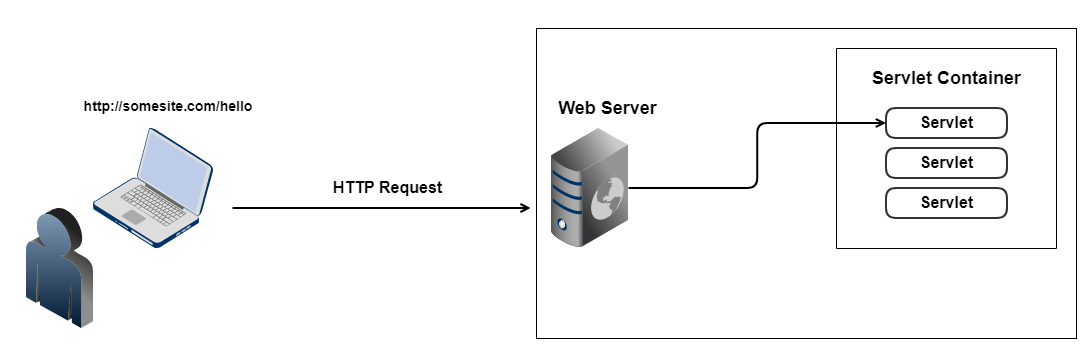 http://somesite.com/hello
HTTP Request
Web Server
Servlet Container
Servlet
Servlet
Servlet